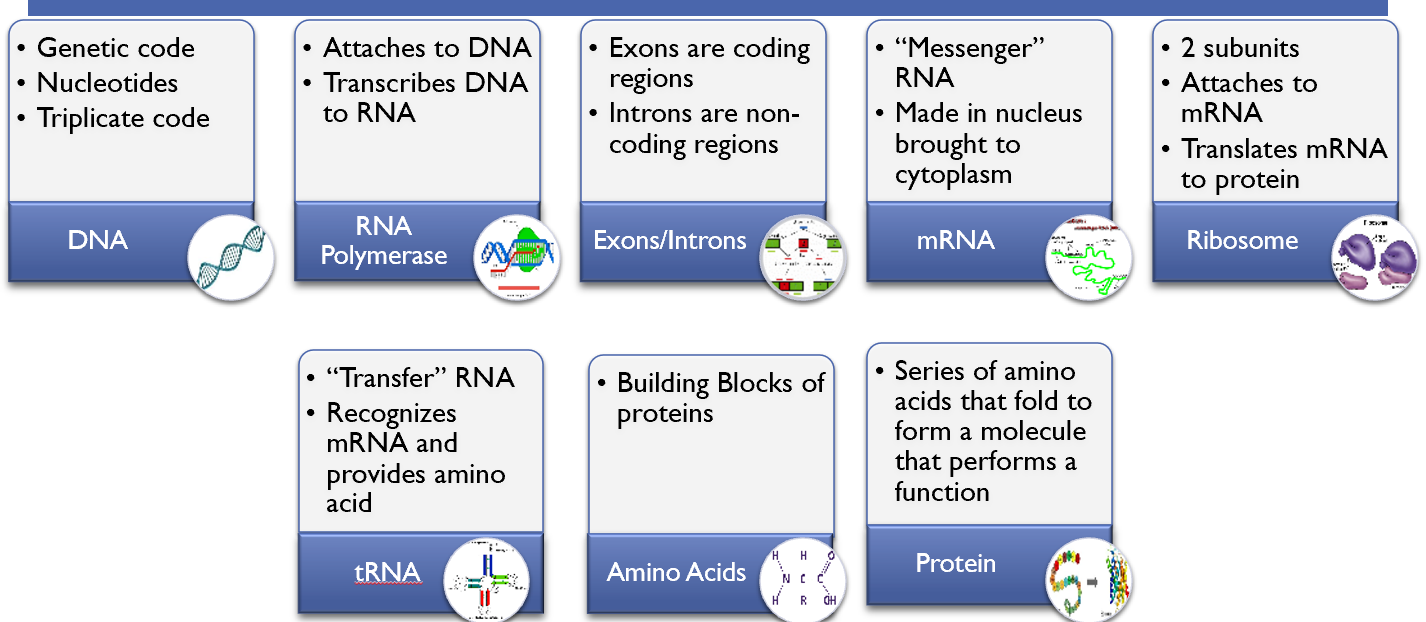 • Genetic code
• Nucleotides
• Triplicate code
DNA
• Attaches to DNA
• Transcribes DNA
to RNA
RNA
Polymerase
• Exons are coding
regions
• Introns are non-
coding regions
Exons/Introns
• “Messenger”
RNA
• Made in nucleus
brought to
cytoplasm
mRNA
• 2 subunits
• Attaches to
mRNA
• Translates mRNA
to protein
Ribosome
• “Transfer” RNA
• Recognizes
mRNA and
provides amino
acid
tRNA
• Building Blocks of
proteins
Amino Acids
H H O
N C C
H R OH
• Series of amino
acids that fold to
form a molecule
that performs a
function
Protein